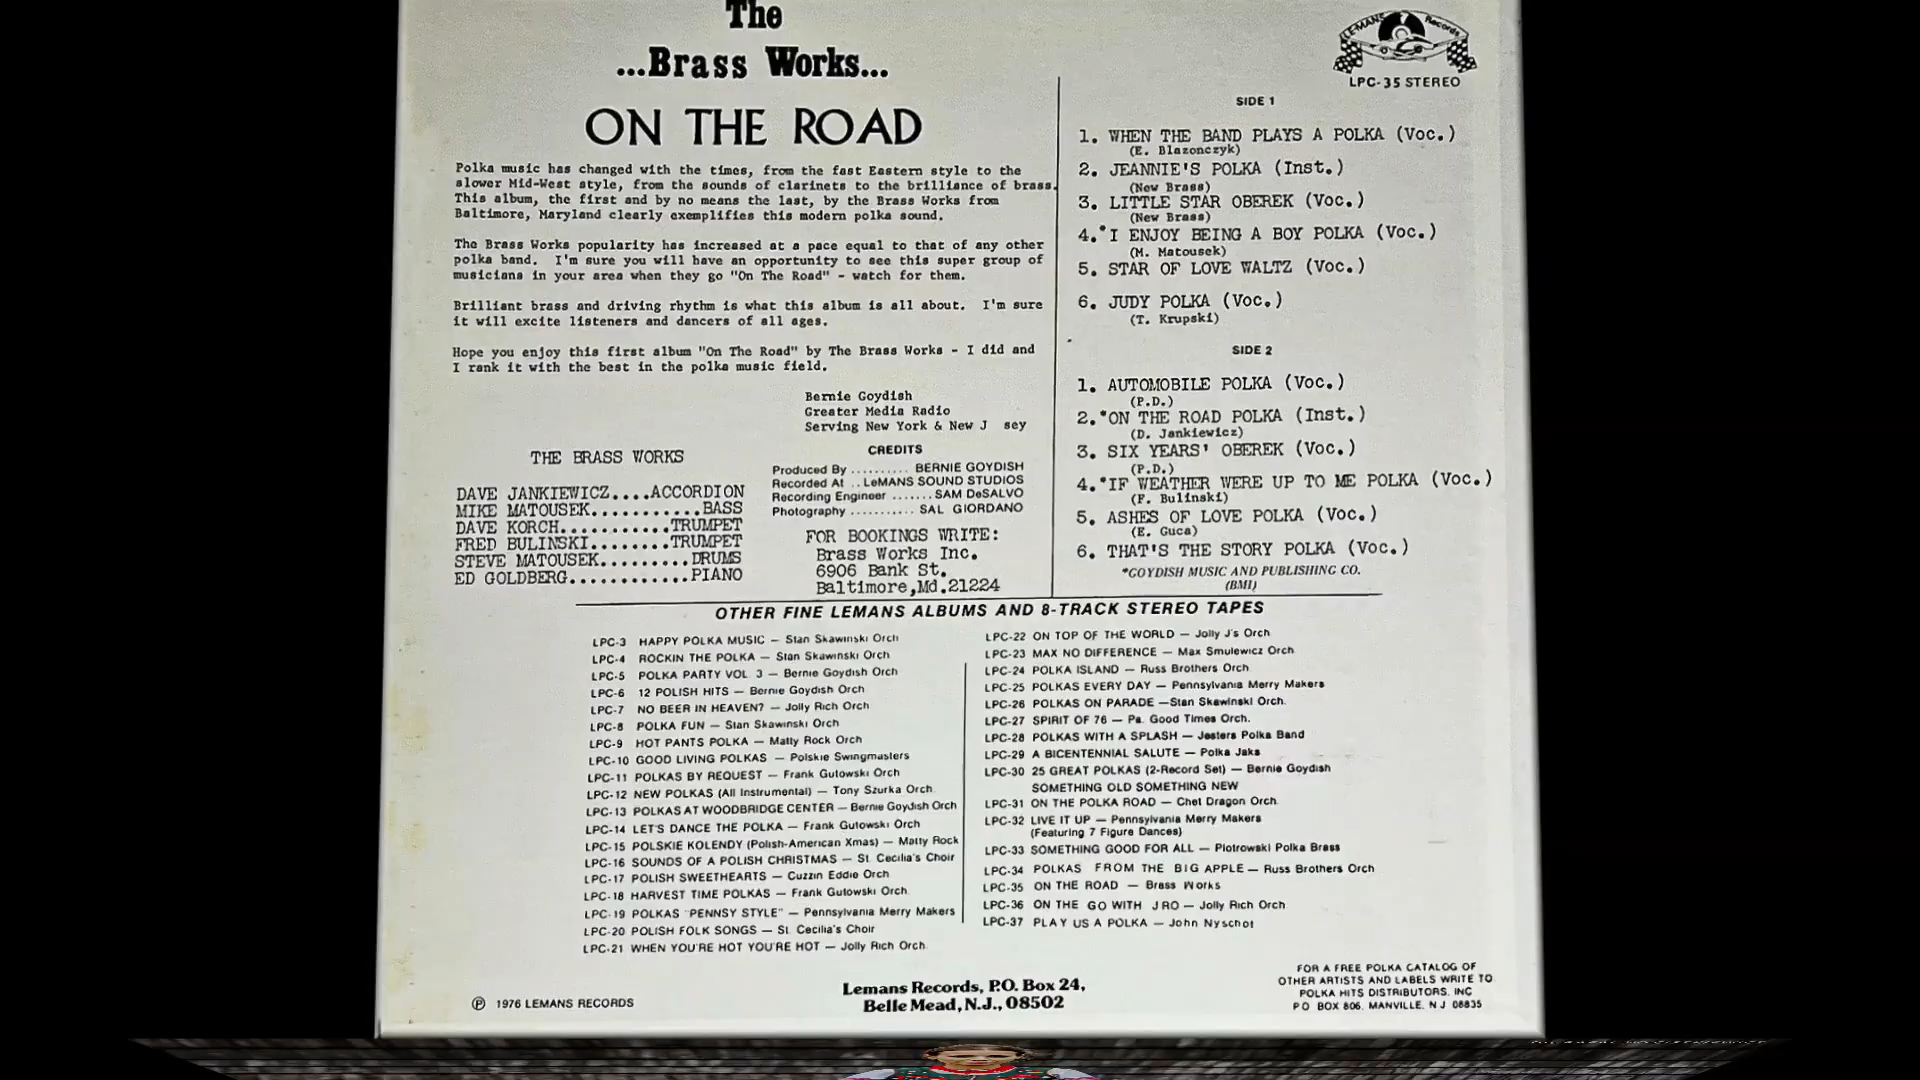 The
...Brass Works...
ON THE ROAD
Polka music has changed with the times, from the fast Eastern style to the
slower Mid-West style, from the sounds of clarinets to the brilliance of brass.
This album, the first and by no means the last, by the Brass Works from
Baltimore, Maryland clearly exemplifies this modern polka sound.
The Brass Works popularity has increased at a pace equal to that of any other
polka band. I'm sure you will have an opportunity to see this super group of
musicians in your area when they go "On The Road" - watch for them.
Brilliant brass and driving rhythm is what this album is all about. I'm sure
it will excite listeners and dancers of all ages.
Hope you enjoy this first album "On The Road" by The Brass Works - I did and
I rank it with the best in the polka music field.
Bernie Goydish
Greater Media Radio
Serving New York & New J sey
THE BRASS WORKS
DAVE JANKIEWICZ....ACCORDION
MIKE MATOUSEK...........BASS
DAVE KORCH...........TRUMPET
FRED BULINSKI........TRUMPET
STEVE MATOUSEK.........DRUMS
ED GOLDBERG............PIANO
CREDITS
Produced By .......... BERNIE GOYDISH
Recorded At .. LeMANS SOUND STUDIOS
Recording Engineer ....... SAM DeSALVO
Photography .......... SAL GIORDANO
FOR BOOKINGS WRITE:
Brass Works Inc.
6906 Bank St.
Baltimore,Md.21224
LEMANS Records
LPC-35 STEREO
SIDE 1
1. WHEN THE BAND PLAYS A POLKA (Voc.)
(E. Blazonczyk)
2. JEANNIE'S POLKA (Inst.)
(New Brass)
3. LITTLE STAR OBEREK (Voc.)
(New Brass)
4.*I ENJOY BEING A BOY POLKA (Voc.)
(M. Matousek)
5. STAR OF LOVE WALTZ (Voc.)
6. JUDY POLKA (Voc.)
(T. Krupski)
SIDE 2
1. AUTOMOBILE POLKA (Voc.)
(P.D.)
2.*ON THE ROAD POLKA (Inst.)
(D. Jankiewicz)
3. SIX YEARS' OBEREK (Voc.)
(P.D.)
4.*IF WEATHER WERE UP TO ME POLKA (Voc.)
(F. Bulinski)
5. ASHES OF LOVE POLKA (Voc.)
(E. Guca)
6. THAT'S THE STORY POLKA (Voc.)
*GOYDISH MUSIC AND PUBLISHING CO.
(BMI)
OTHER FINE LEMANS ALBUMS AND 8-TRACK STEREO TAPES
LPC-3 HAPPY POLKA MUSIC — Stan Skawinski Orch
LPC-4 ROCKIN THE POLKA — Stan Skawinski Orch
LPC-5 POLKA PARTY VOL. 3 — Bernie Goydish Orch
LPC-6 12 POLISH HITS — Bernie Goydish Orch
LPC-7 NO BEER IN HEAVEN? — Jolly Rich Orch
LPC-8 POLKA FUN — Stan Skawinski Orch
LPC-9 HOT PANTS POLKA — Matty Rock Orch
LPC-10 GOOD LIVING POLKAS — Polskie Swingmasters
LPC-11 POLKAS BY REQUEST — Frank Gutowski Orch
LPC-12 NEW POLKAS (All Instrumental) — Tony Szurka Orch.
LPC-13 POLKAS AT WOODBRIDGE CENTER — Bernie Goydish Orch
LPC-14 LET'S DANCE THE POLKA — Frank Gutowski Orch
LPC-15 POLSKIE KOLENDY (Polish-American Xmas) — Matty Rock
LPC-16 SOUNDS OF A POLISH CHRISTMAS — St. Cecilia's Choir
LPC-17 POLISH SWEETHEARTS — Cuzzin Eddie Orch
LPC-18 HARVEST TIME POLKAS — Frank Gutowski Orch.
LPC-19 POLKAS "PENNSY STYLE" — Pennsylvania Merry Makers
LPC-20 POLISH FOLK SONGS — St. Cecilia's Choir
LPC-21 WHEN YOU'RE HOT YOU'RE HOT — Jolly Rich Orch.
LPC-22 ON TOP OF THE WORLD — Jolly J's Orch
LPC-23 MAX NO DIFFERENCE — Max Smulewicz Orch
LPC-24 POLKA ISLAND — Russ Brothers Orch
LPC-25 POLKAS EVERY DAY — Pennsylvania Merry Makers
LPC-26 POLKAS ON PARADE —Stan Skawinski Orch.
LPC-27 SPIRIT OF 76 — Pa. Good Times Orch.
LPC-28 POLKAS WITH A SPLASH — Jesters Polka Band
LPC-29 A BICENTENNIAL SALUTE — Polka Jaks
LPC-30 25 GREAT POLKAS (2-Record Set) — Bernie Goydish
SOMETHING OLD SOMETHING NEW
LPC-31 ON THE POLKA ROAD — Chet Dragon Orch.
LPC-32 LIVE IT UP — Pennsylvania Merry Makers
(Featuring 7 Figure Dances)
LPC-33 SOMETHING GOOD FOR ALL — Piotrowski Polka Brass
LPC-34 POLKAS FROM THE BIG APPLE — Russ Brothers Orch
LPC-35 ON THE ROAD — Brass Works
LPC-36 ON THE GO WITH JRO — Jolly Rich Orch
LPC-37 PLAY US A POLKA — John Nyschot
℗ 1976 LEMANS RECORDS
Lemans Records, P.O. Box 24,
Belle Mead, N.J., 08502
FOR A FREE POLKA CATALOG OF
OTHER ARTISTS AND LABELS WRITE TO
POLKA HITS DISTRIBUTORS, INC
P O BOX 806, MANVILLE, N J 08835